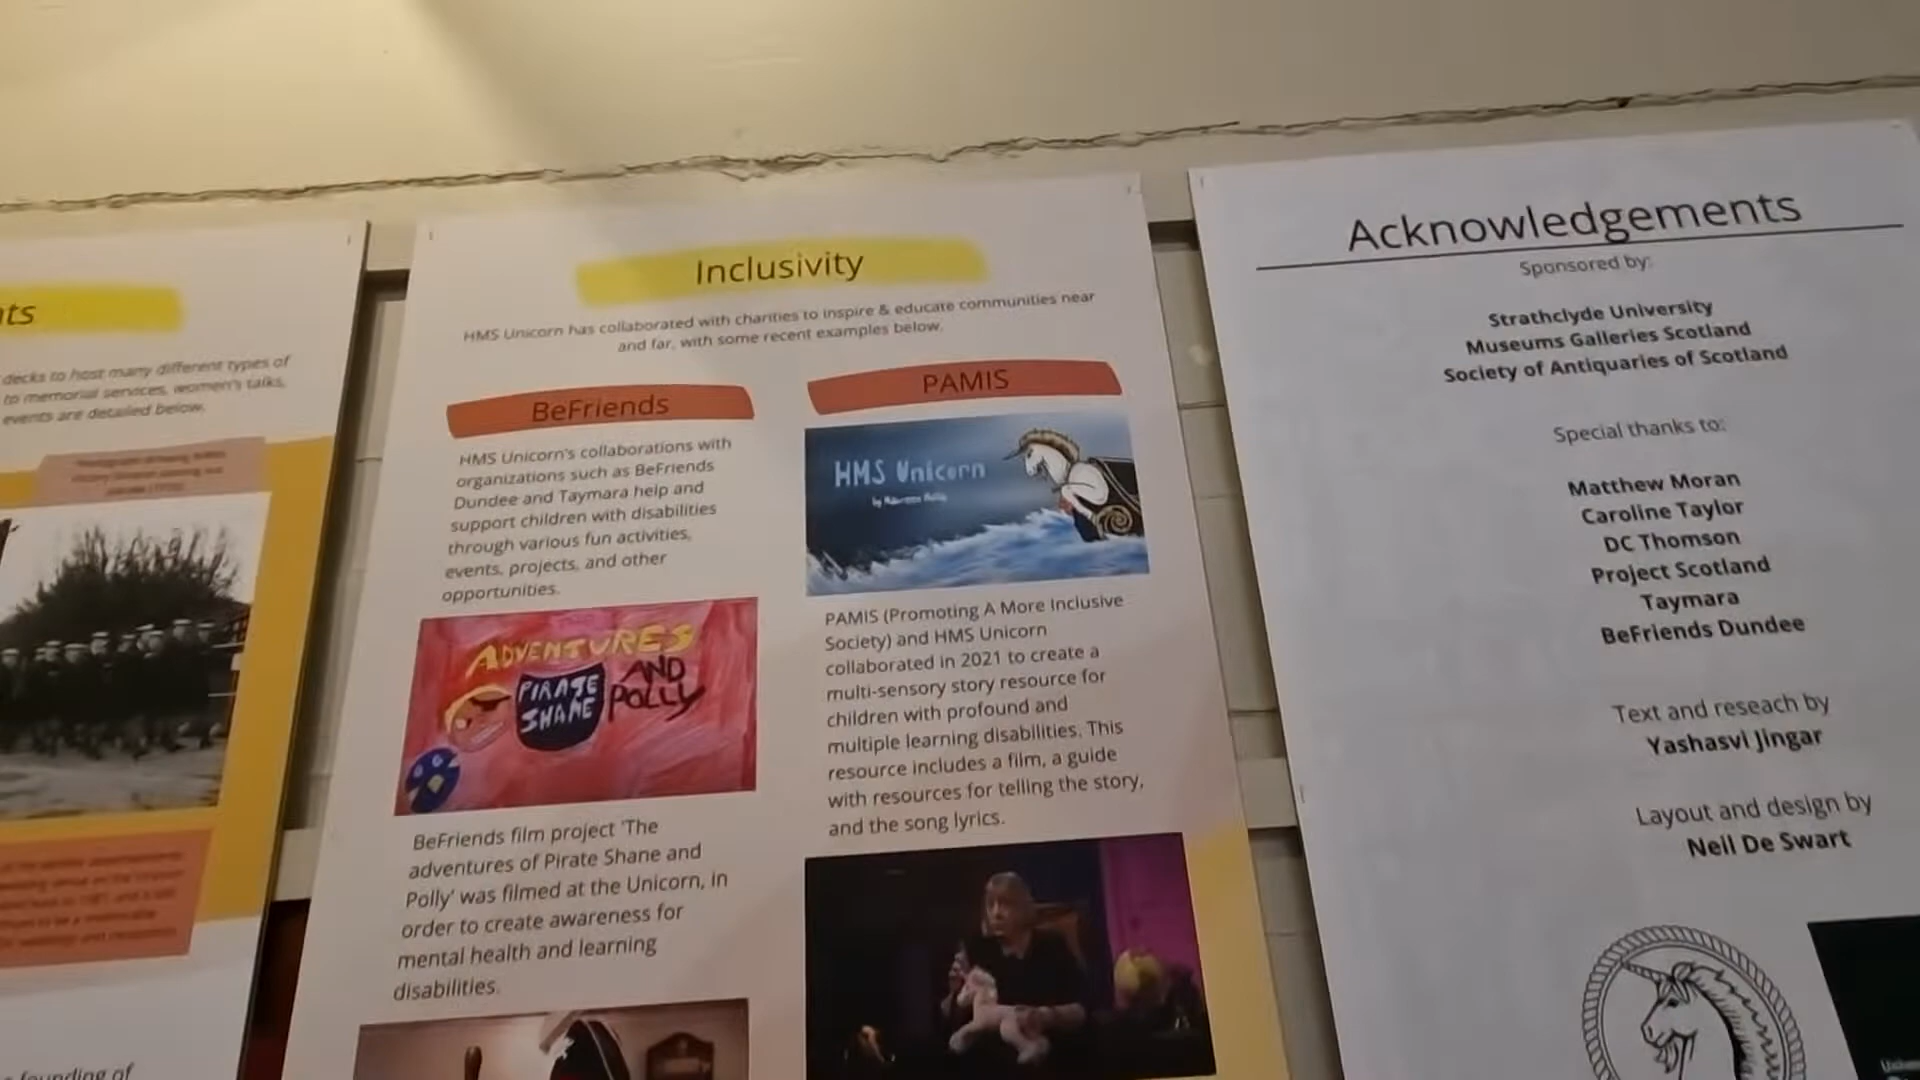 nts
decks to host many different types of
to memorial services, women's talks,
events are detailed below.
founding of
Inclusivity
HMS Unicorn has collaborated with charities to inspire & educate communities near
and far, with some recent examples below.
BeFriends
HMS Unicorn's collaborations with
organizations such as BeFriends
Dundee and Taymara help and
support children with disabilities
through various fun activities,
events, projects, and other
opportunities.
ADVENTURES
PIRATE
SHANE
AND
POLLY
BeFriends film project 'The
adventures of Pirate Shane and
Polly' was filmed at the Unicorn, in
order to create awareness for
mental health and learning
disabilities.
PAMIS
HMS Unicorn
PAMIS (Promoting A More Inclusive
Society) and HMS Unicorn
collaborated in 2021 to create a
multi-sensory story resource for
children with profound and
multiple learning disabilities. This
resource includes a film, a guide
with resources for telling the story,
and the song lyrics.
Acknowledgements
Sponsored by:
Strathclyde University
Museums Galleries Scotland
Society of Antiquaries of Scotland
Special thanks to:
Matthew Moran
Caroline Taylor
DC Thomson
Project Scotland
Taymara
BeFriends Dundee
Text and reseach by
Yashasvi Jingar
Layout and design by
Neil De Swart